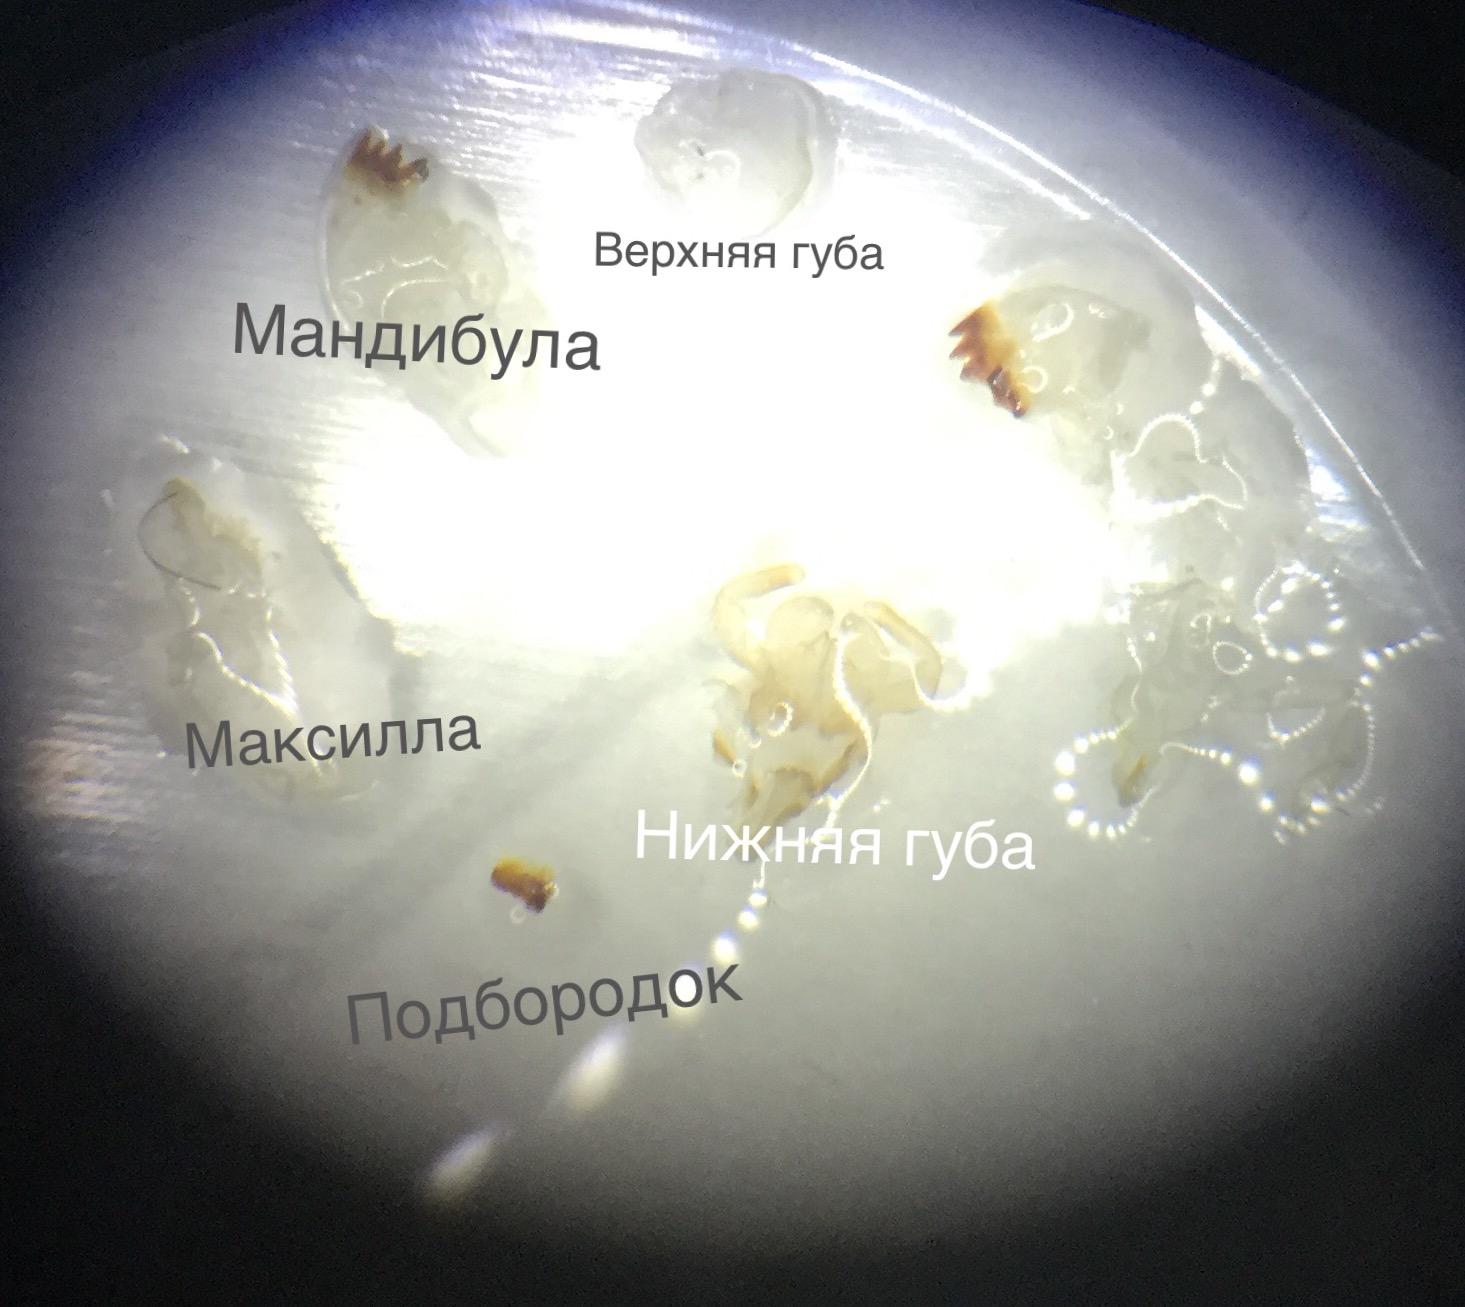 Верхняя губа
Мандибула
Максилла
Нижняя губа
Подбородок